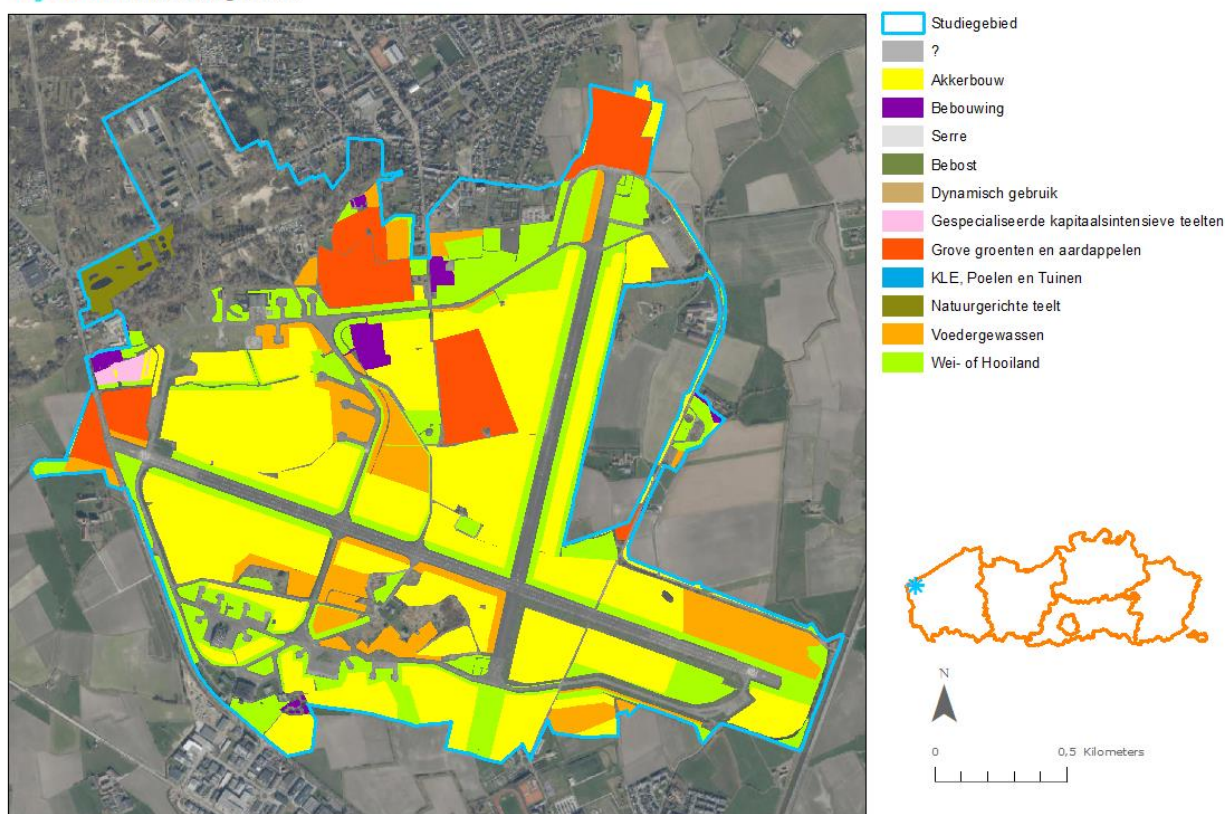 Studiegebied
?
Akkerbouw
Bebouwing
Serre
Bebost
Dynamisch gebruik
Gespecialiseerde kapitaalsintensieve teelten
Grove groenten en aardappelen
KLE, Poelen en Tuinen
Natuurgerichte teelt
Voedergewassen
Wei- of Hooiland
N
0 0,5 Kilometers